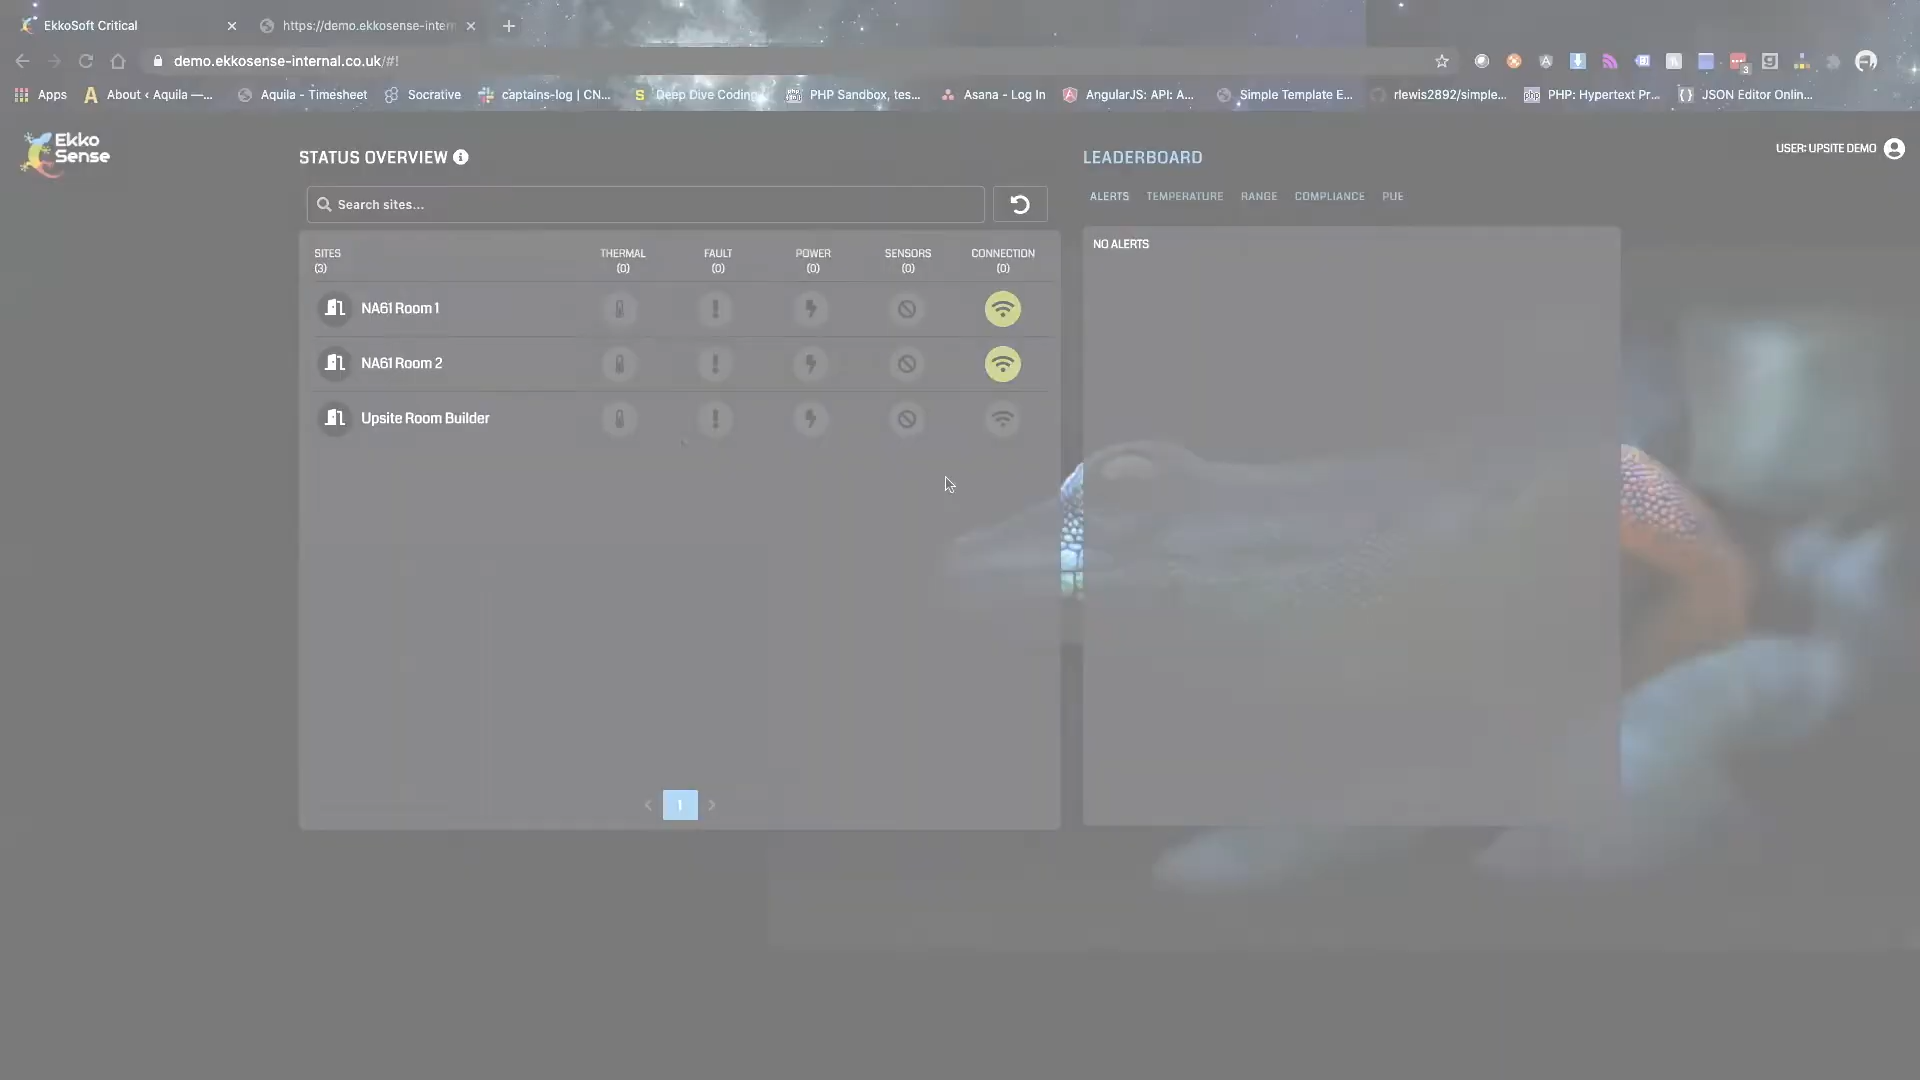 EkkoSoft Critical
https://demo.ekkosense-intern
demo.ekkosense-internal.co.uk/#!
3
Apps
About ‹ Aquila —...
Aquila - Timesheet
Socrative
captains-log | CN...
Deep Dive Coding
PHP Sandbox, tes...
Asana - Log In
AngularJS: API: A...
Simple Template E...
rlewis2892/simple...
PHP: Hypertext Pr...
JSON Editor Onlin...
Ekko
Sense
STATUS OVERVIEW
Search sites...
SITES
(3)
THERMAL
(0)
FAULT
(0)
POWER
(0)
SENSORS
(0)
CONNECTION
(0)
NA61 Room 1
NA61 Room 2
Upsite Room Builder
1
LEADERBOARD
ALERTS TEMPERATURE RANGE COMPLIANCE PUE
NO ALERTS
USER: UPSITE DEMO